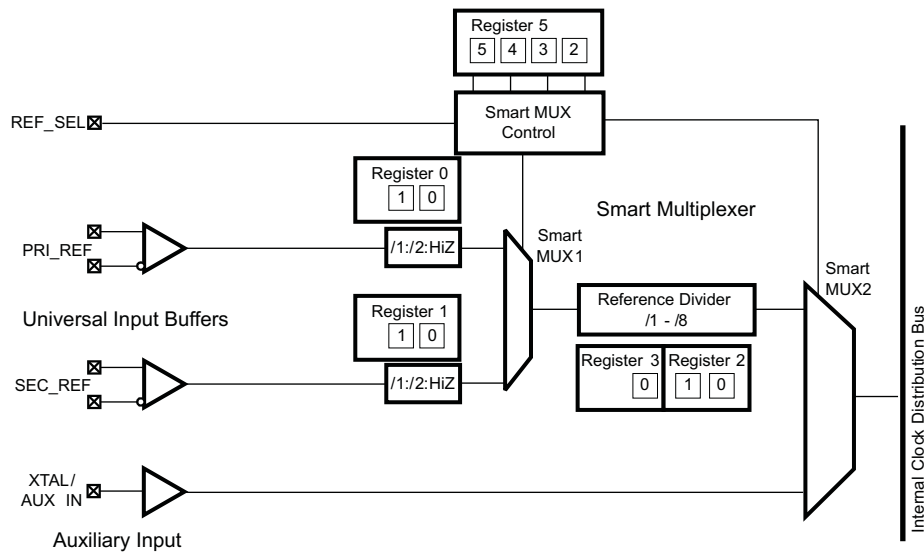 Register 5
5 4 3 2
REF_SEL
Smart MUX
Control
Register 0
1 0
Smart Multiplexer
PRI_REF
/1:/2:HiZ
Smart
MUX1
Smart
MUX2
Universal Input Buffers
Register 1
1 0
Reference Divider
/1 - /8
Register 3
0
Register 2
1 0
SEC_REF
/1:/2:HiZ
XTAL/
AUX IN
Auxiliary Input
Internal Clock Distribution Bus